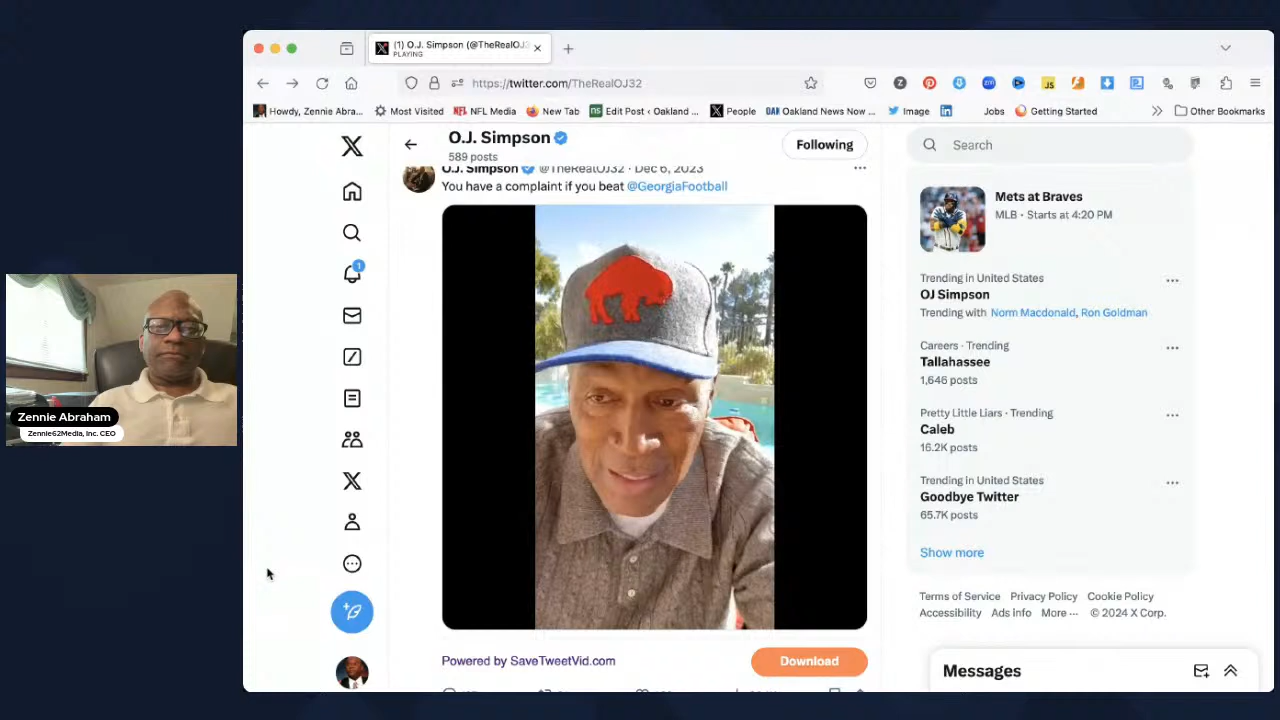 (1) O.J. Simpson (@TheRealOJ3
PLAYING
https://twitter.com/TheRealOJ32
Howdy, Zennie Abra...
Most Visited
NFL Media
New Tab
Edit Post ‹ Oakland ...
People
Oakland News Now ...
Image
Jobs
Getting Started
Other Bookmarks
O.J. Simpson
589 posts
Following
Search
O.J. Simpson @TheRealOJ32 · Dec 6, 2023
You have a complaint if you beat @GeorgiaFootball
Mets at Braves
MLB · Starts at 4:20 PM
Trending in United States
OJ Simpson
Trending with Norm Macdonald, Ron Goldman
Careers · Trending
Tallahassee
1,646 posts
Pretty Little Liars · Trending
Caleb
16.2K posts
Trending in United States
Goodbye Twitter
65.7K posts
Show more
Terms of Service Privacy Policy Cookie Policy
Accessibility Ads info More ··· © 2024 X Corp.
Messages
Powered by SaveTweetVid.com
Download
Zennie Abraham
Zennie62Media, Inc. CEO